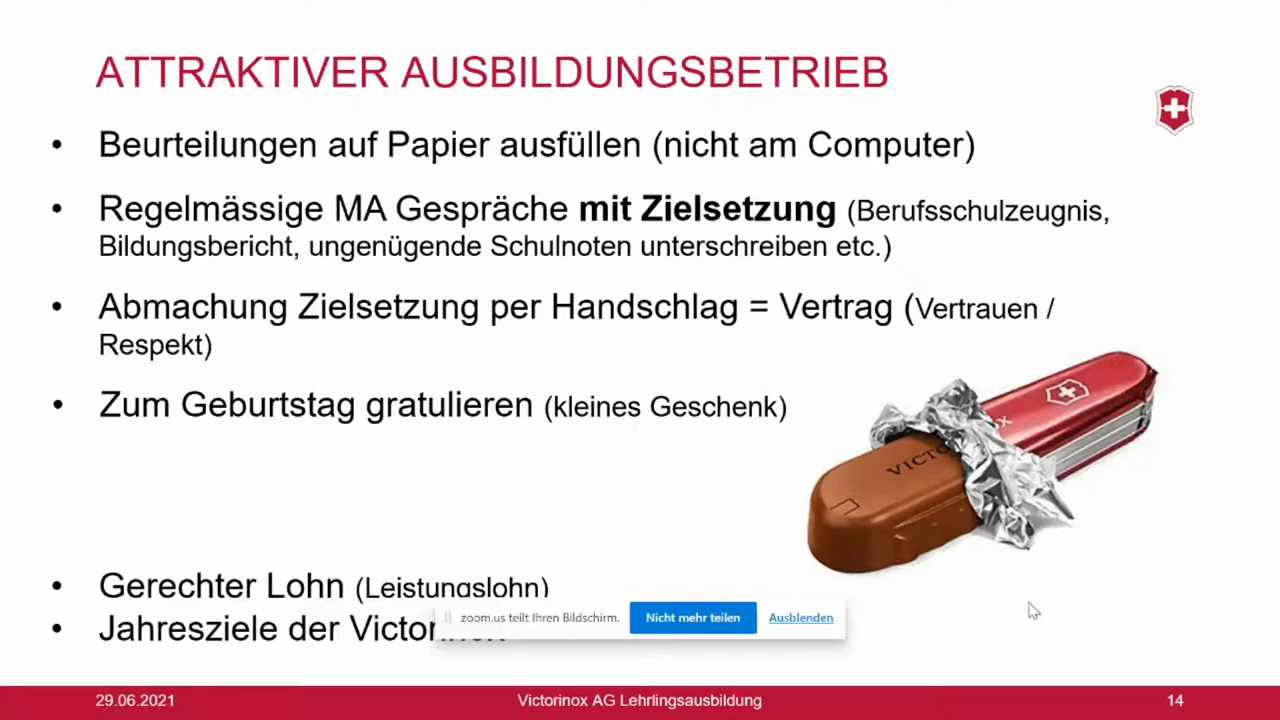 ATTRAKTIVER AUSBILDUNGSBETRIEB
• Beurteilungen auf Papier ausfüllen (nicht am Computer)
• Regelmässige MA Gespräche mit Zielsetzung (Berufsschulzeugnis,
Bildungsbericht, ungenügende Schulnoten unterschreiben etc.)
• Abmachung Zielsetzung per Handschlag = Vertrag (Vertrauen /
Respekt)
• Zum Geburtstag gratulieren (kleines Geschenk)
• Gerechter Lohn (Leistungslohn)
• Jahresziele der Victorinox
zoom.us teilt Ihren Bildschirm. Nicht mehr teilen Ausblenden
29.06.2021 Victorinox AG Lehrlingsausbildung 14